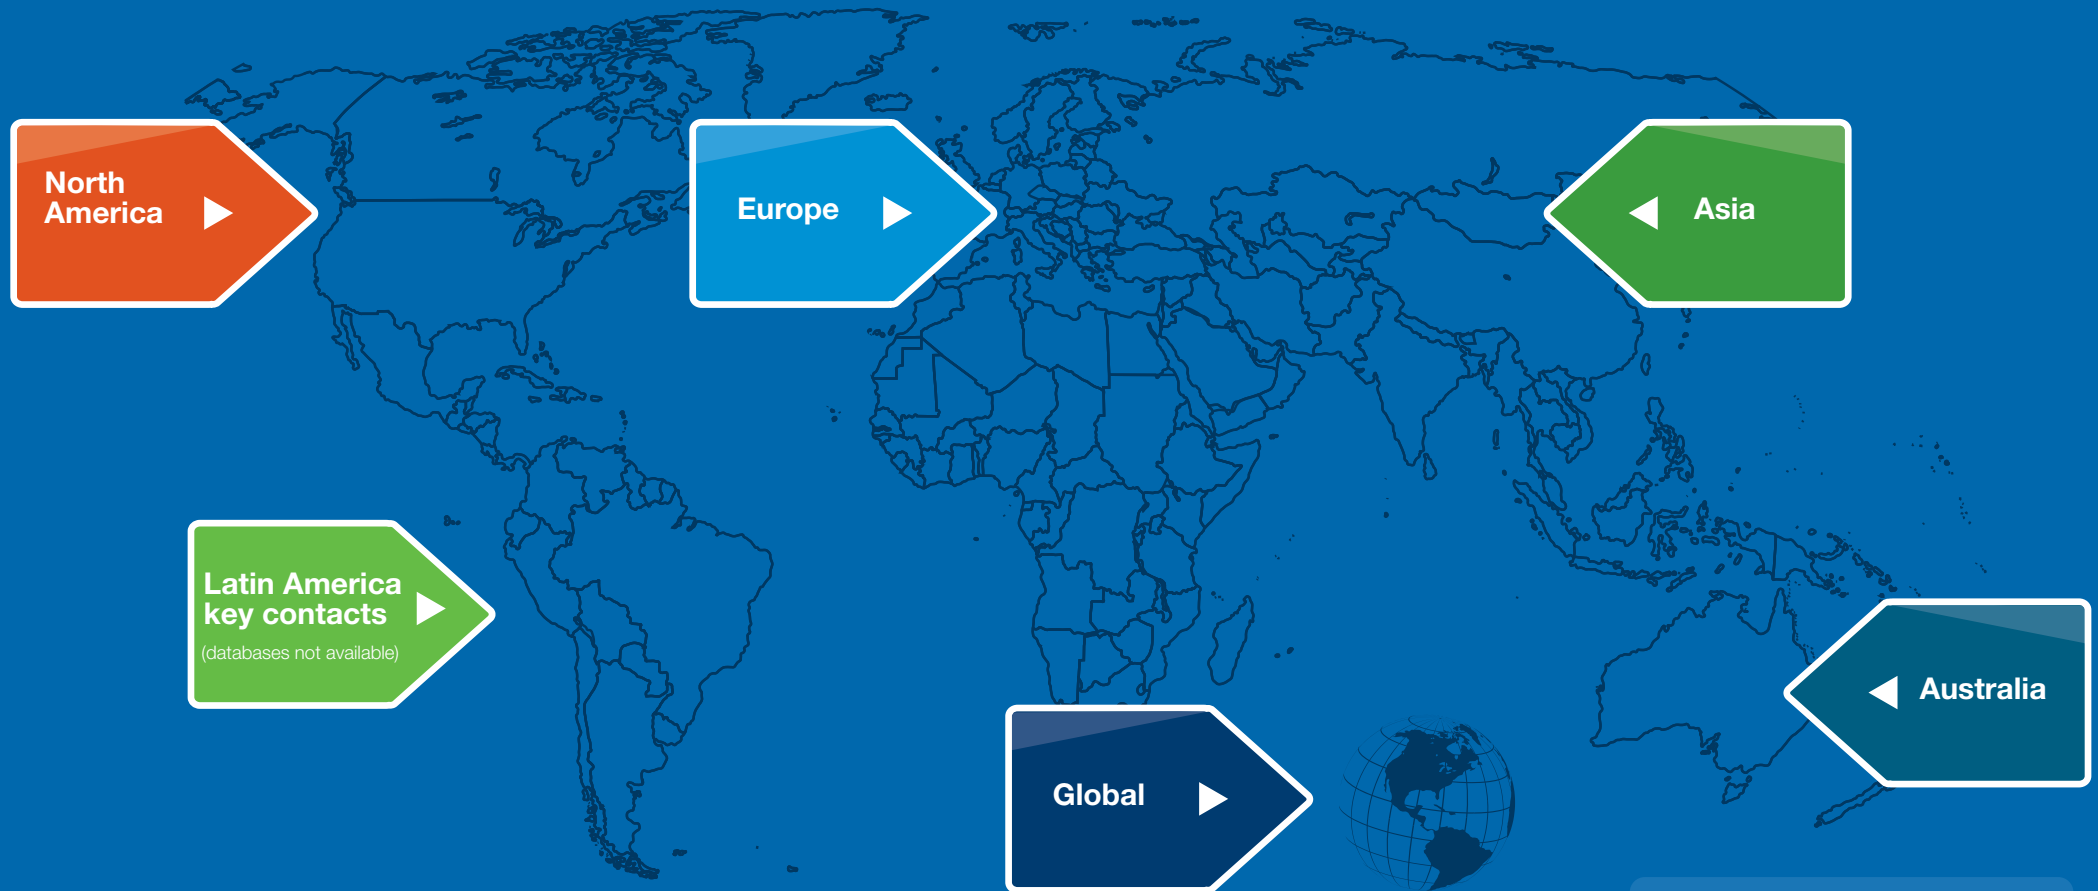 North
America
Europe
Asia
Latin America
key contacts
(databases not available)
Australia
Global